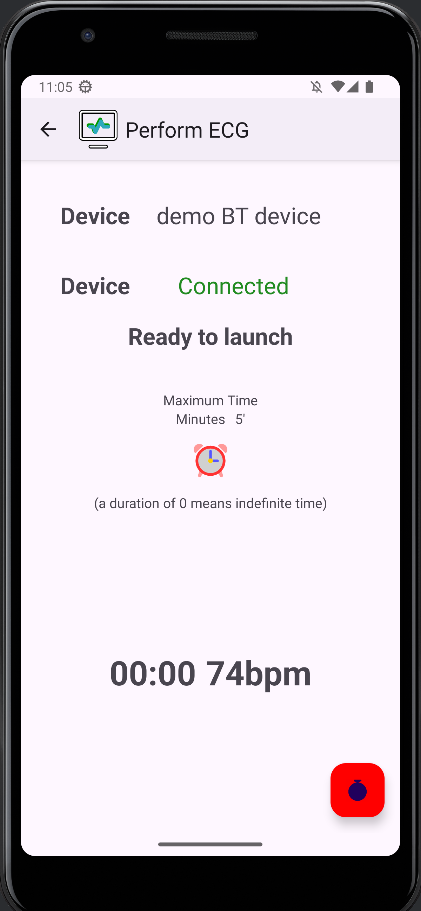 11:05
Perform ECG
Device demo BT device
Device Connected
Ready to launch
Maximum Time
Minutes 5'
(a duration of 0 means indefinite time)
00:00 74bpm